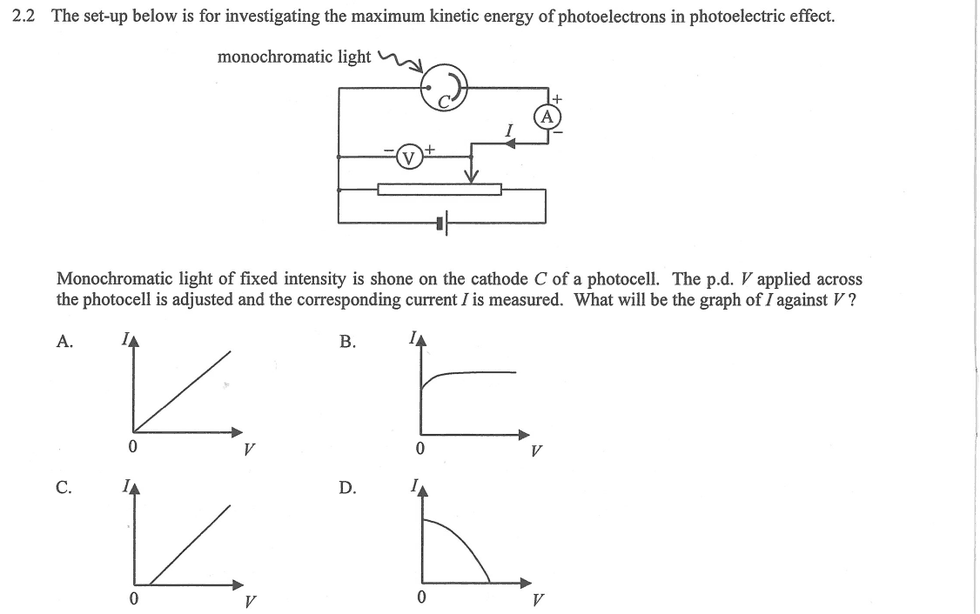 2.2 The set-up below is for investigating the maximum kinetic energy of photoelectrons in photoelectric effect.
monochromatic light
C
+
A
−
I
− V +
Monochromatic light of fixed intensity is shone on the cathode C of a photocell. The p.d. V applied across
the photocell is adjusted and the corresponding current I is measured. What will be the graph of I against V?
A. I
0 V
B. I
0 V
C. I
0 V
D. I
0 V